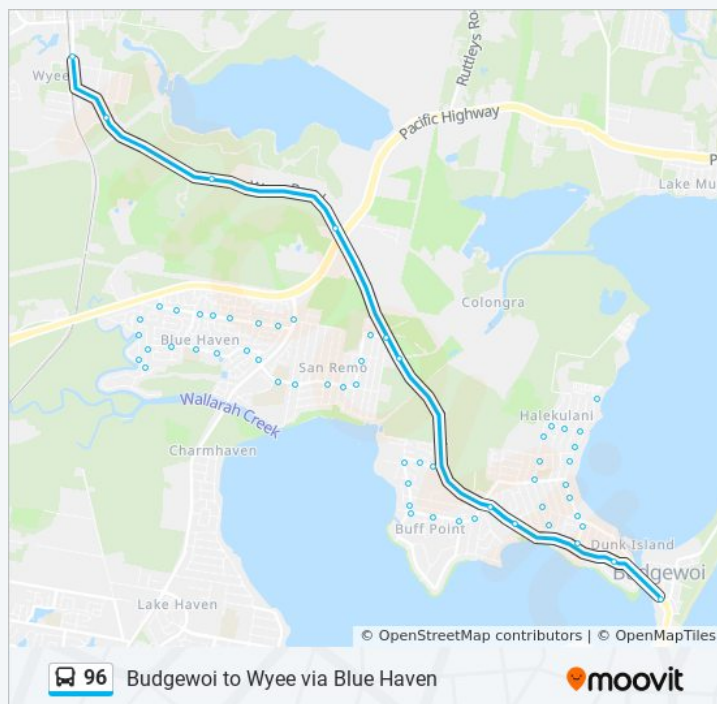 Ruttleys Ro
Wyee
Pacific Highway
P
Lake Mu
Colongra
Blue Haven
San Remo
Wallarah Creek
Halekulani
Charmhaven
Buff Point
Dunk Island
Budgewoi
Lake Haven
© OpenStreetMap contributors | © OpenMapTiles
96 Budgewoi to Wyee via Blue Haven
moovit